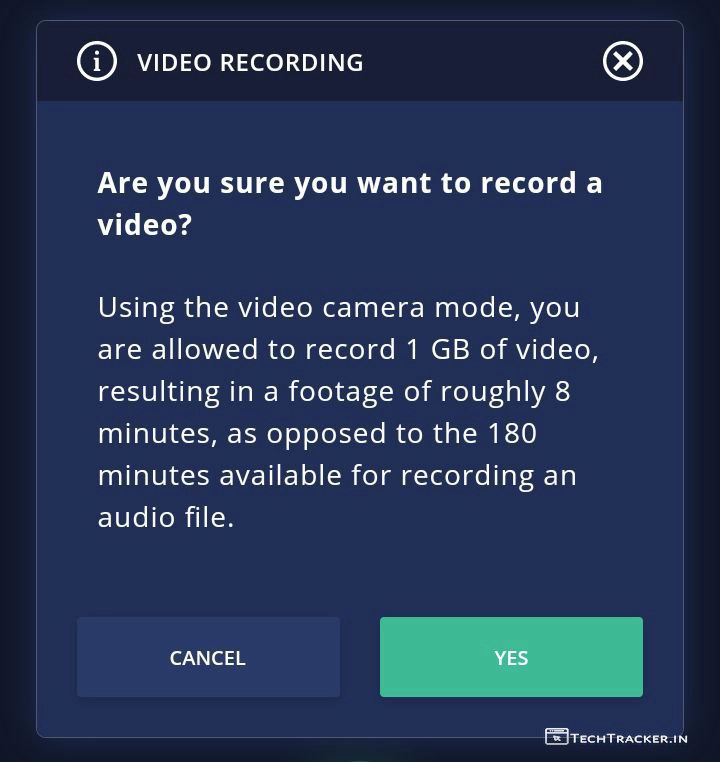 VIDEO RECORDING
Are you sure you want to record a
video?
Using the video camera mode, you
are allowed to record 1 GB of video,
resulting in a footage of roughly 8
minutes, as opposed to the 180
minutes available for recording an
audio file.
CANCEL YES
TECHTRACKER.IN